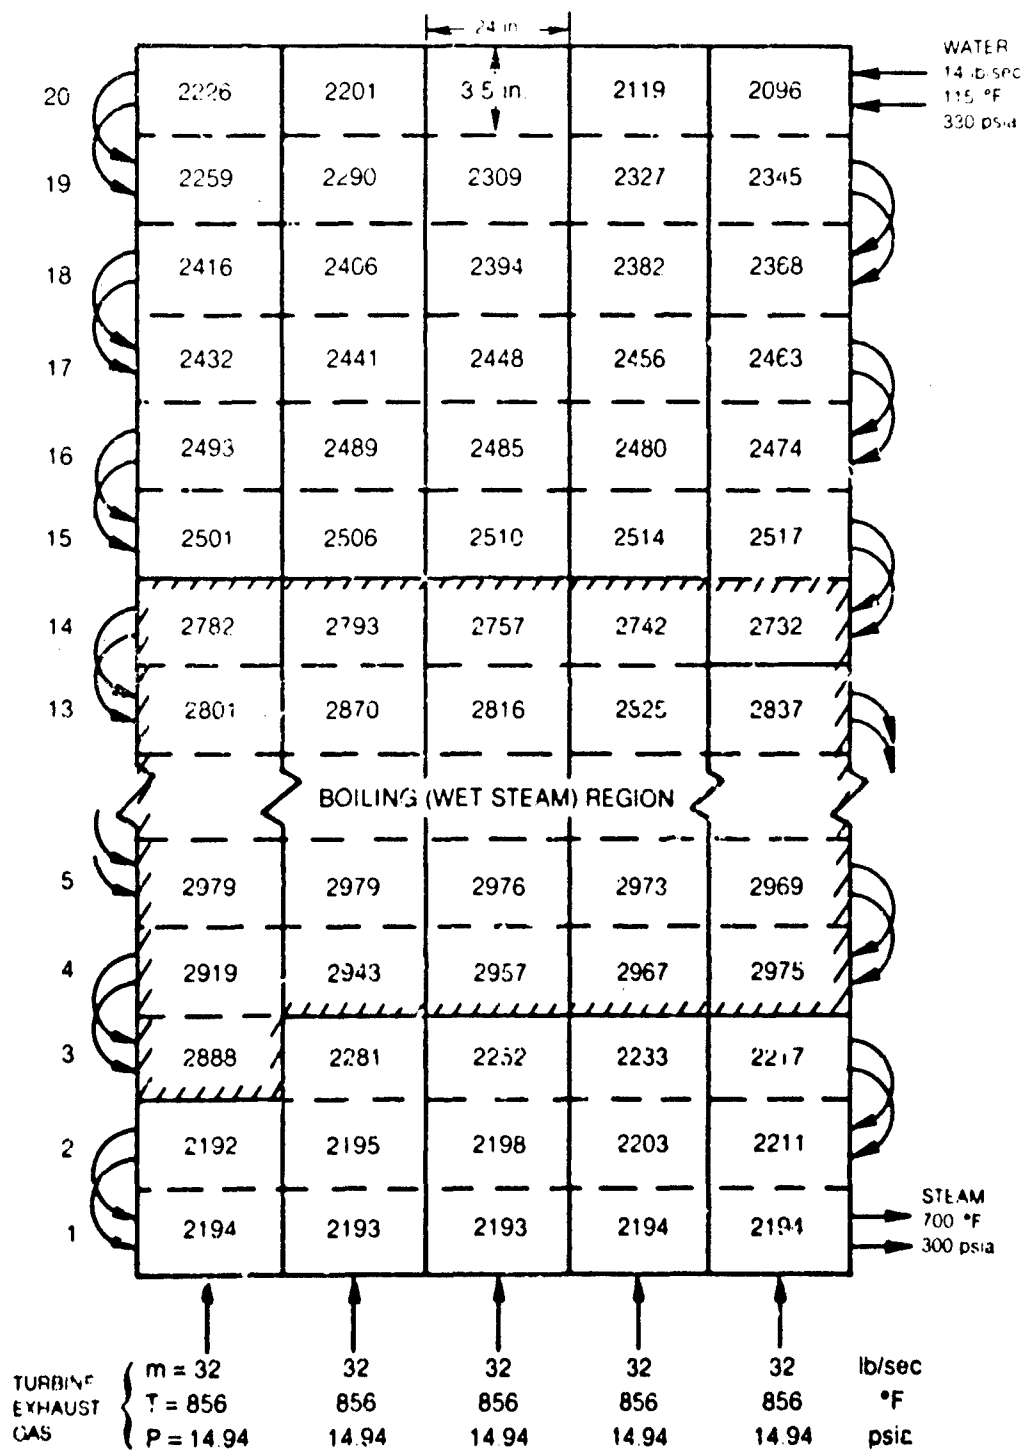 24 in
WATER
14 lb/sec
115 °F
330 psia
20 2226 2201 3.5 in. 2119 2096
19 2259 2290 2309 2327 2345
18 2416 2406 2394 2382 2368
17 2432 2441 2448 2456 2463
16 2493 2489 2485 2480 2474
15 2501 2506 2510 2514 2517
14 2782 2793 2757 2742 2732
13 2801 2870 2816 2825 2837
BOILING (WET STEAM) REGION
5 2979 2979 2976 2973 2969
4 2919 2943 2957 2967 2975
3 2888 2281 2252 2233 2217
2 2192 2195 2198 2203 2211
1 2194 2193 2193 2194 2194
STEAM
700 °F
300 psia
TURBINE
EXHAUST
GAS
m = 32 32 32 32 32 lb/sec
T = 856 856 856 856 856 °F
P = 14.94 14.94 14.94 14.94 14.94 psia